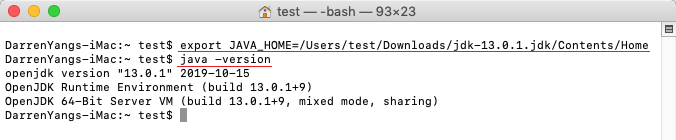 test — -bash — 93×23
DarrenYangs-iMac:~ test$ export JAVA_HOME=/Users/test/Downloads/jdk-13.0.1.jdk/Contents/Home
DarrenYangs-iMac:~ test$ java -version
openjdk version "13.0.1" 2019-10-15
OpenJDK Runtime Environment (build 13.0.1+9)
OpenJDK 64-Bit Server VM (build 13.0.1+9, mixed mode, sharing)
DarrenYangs-iMac:~ test$